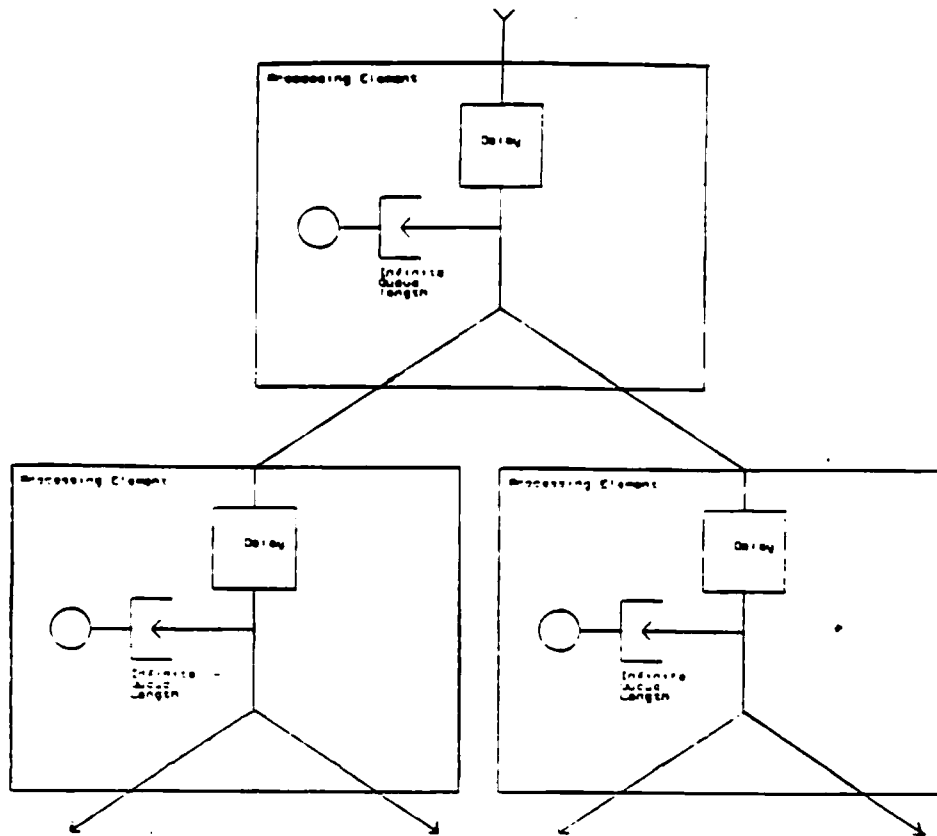 Processing Element
Delay
Infinite
Queue
length
Processing Element
Delay
Infinite
Queue
Length
Processing Element
Delay
Infinite
Queue
Length